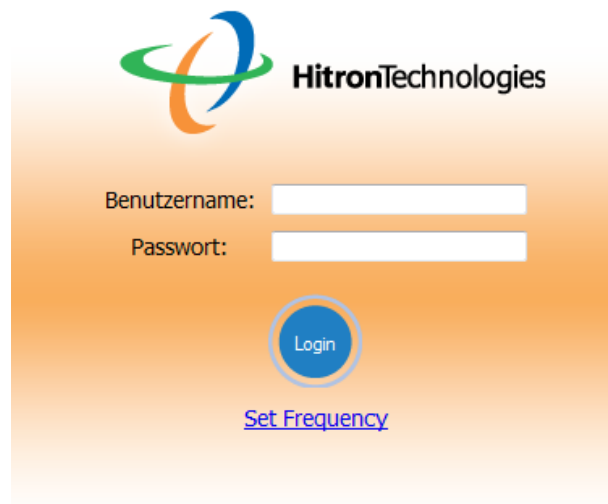 HitronTechnologies
Benutzername:
Passwort:
Login
Set Frequency